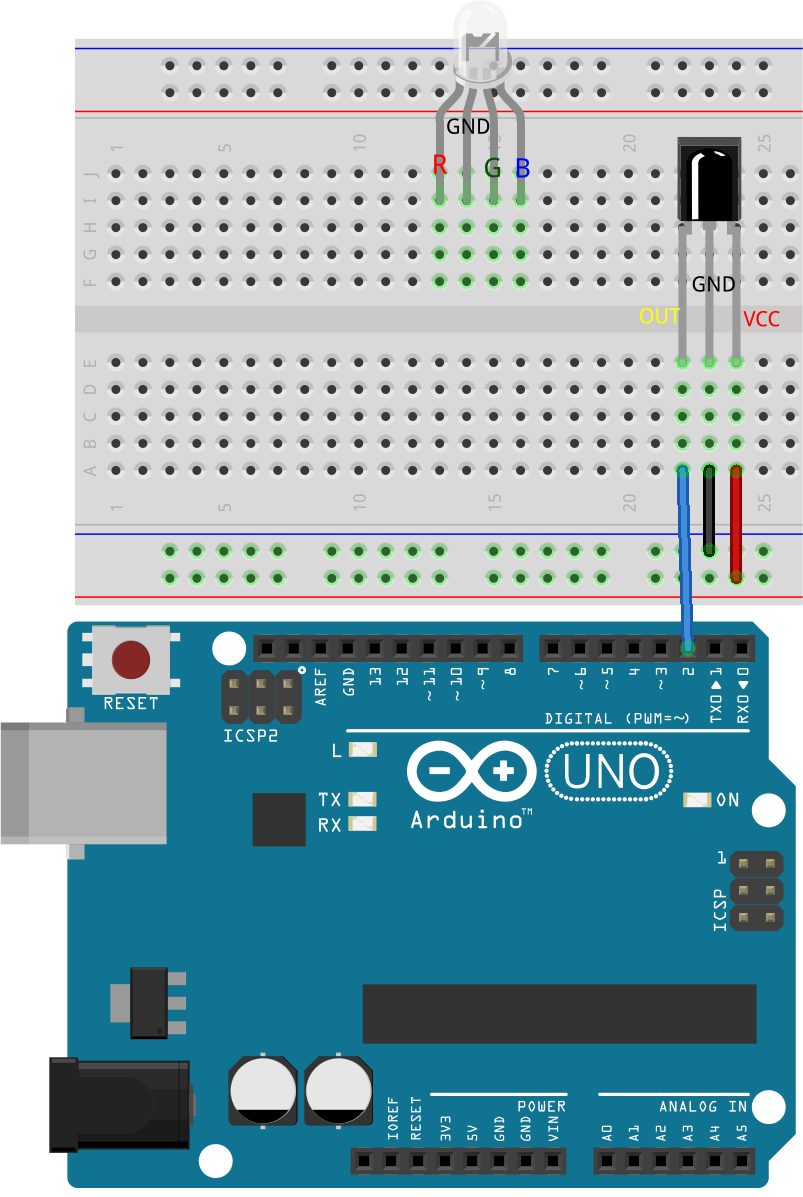 GND
R G B
1 5 10 15 20 25
J
I
H
G
F
GND
OUT VCC
E
D
C
B
A
1 5 10 15 20 25
RESET
ICSP2
AREF
GND
13
12
~11
~10
~9
8
7
~6
~5
4
~3
2
TX0▶1
RX0◀0
DIGITAL (PWM=~)
L
TX
RX
Arduino™
UNO
ON
1
ICSP
IOREF
RESET
3V3
5V
GND
GND
VIN
POWER
ANALOG IN
A0
A1
A2
A3
A4
A5